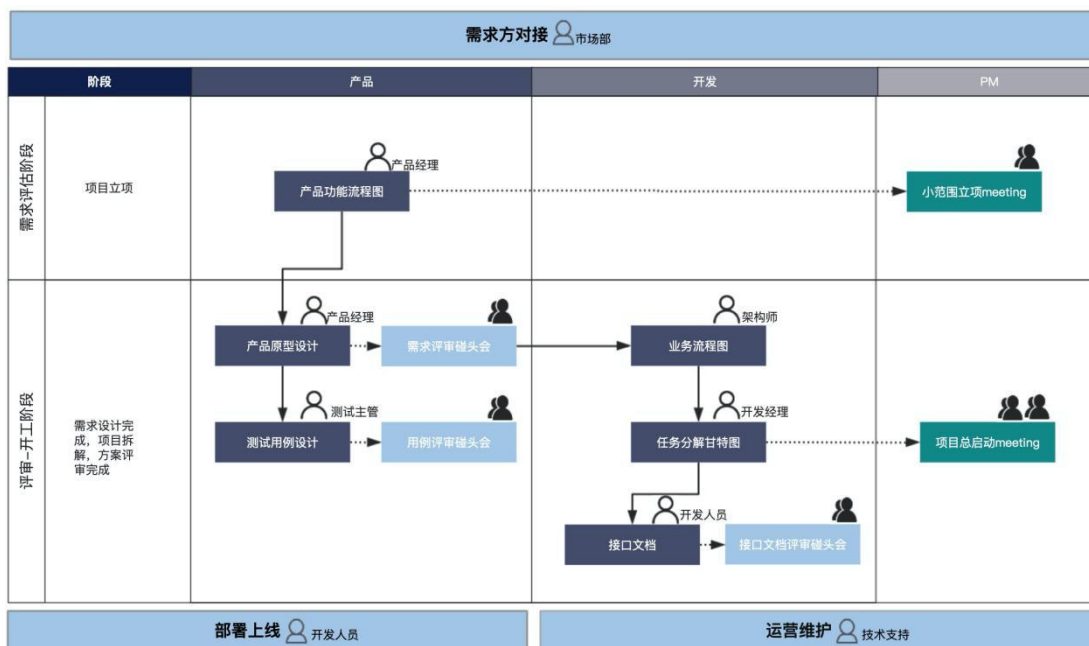 需求方对接 市场部
阶段 产品 开发 PM
需求评估阶段
项目立项
产品经理
产品功能流程图
小范围立项meeting
评审-开工阶段
需求设计完
成，项目拆
解，方案评
审完成
产品经理
架构师
产品原型设计
需求评审碰头会
业务流程图
测试主管
开发经理
测试用例设计
用例评审碰头会
任务分解甘特图
项目总启动meeting
开发人员
接口文档
接口文档评审碰头会
部署上线 开发人员
运营维护 技术支持